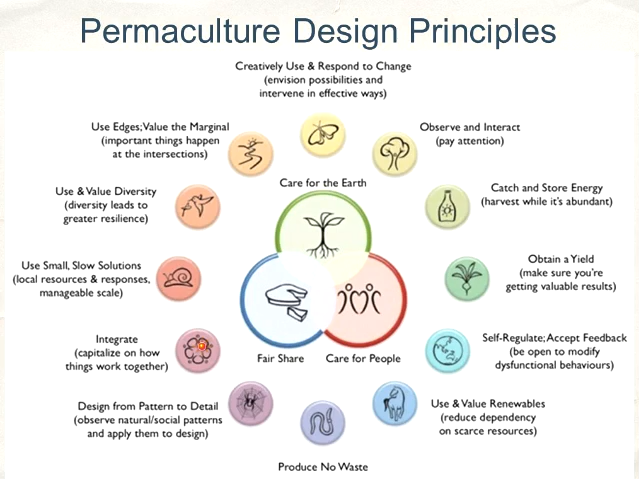 Permaculture Design Principles
Creatively Use & Respond to Change
(envision possibilities and
intervene in effective ways)
Use Edges; Value the Marginal
(important things happen
at the intersections)
Observe and Interact
(pay attention)
Care for the Earth
Use & Value Diversity
(diversity leads to
greater resilience)
Catch and Store Energy
(harvest while it's abundant)
Use Small, Slow Solutions
(local resources & responses,
manageable scale)
Obtain a Yield
(make sure you're
getting valuable results)
Integrate
(capitalize on how
things work together)
Fair Share
Care for People
Self-Regulate; Accept Feedback
(be open to modify
dysfunctional behaviours)
Design from Pattern to Detail
(observe natural/social patterns
and apply them to design)
Use & Value Renewables
(reduce dependency
on scarce resources)
Produce No Waste